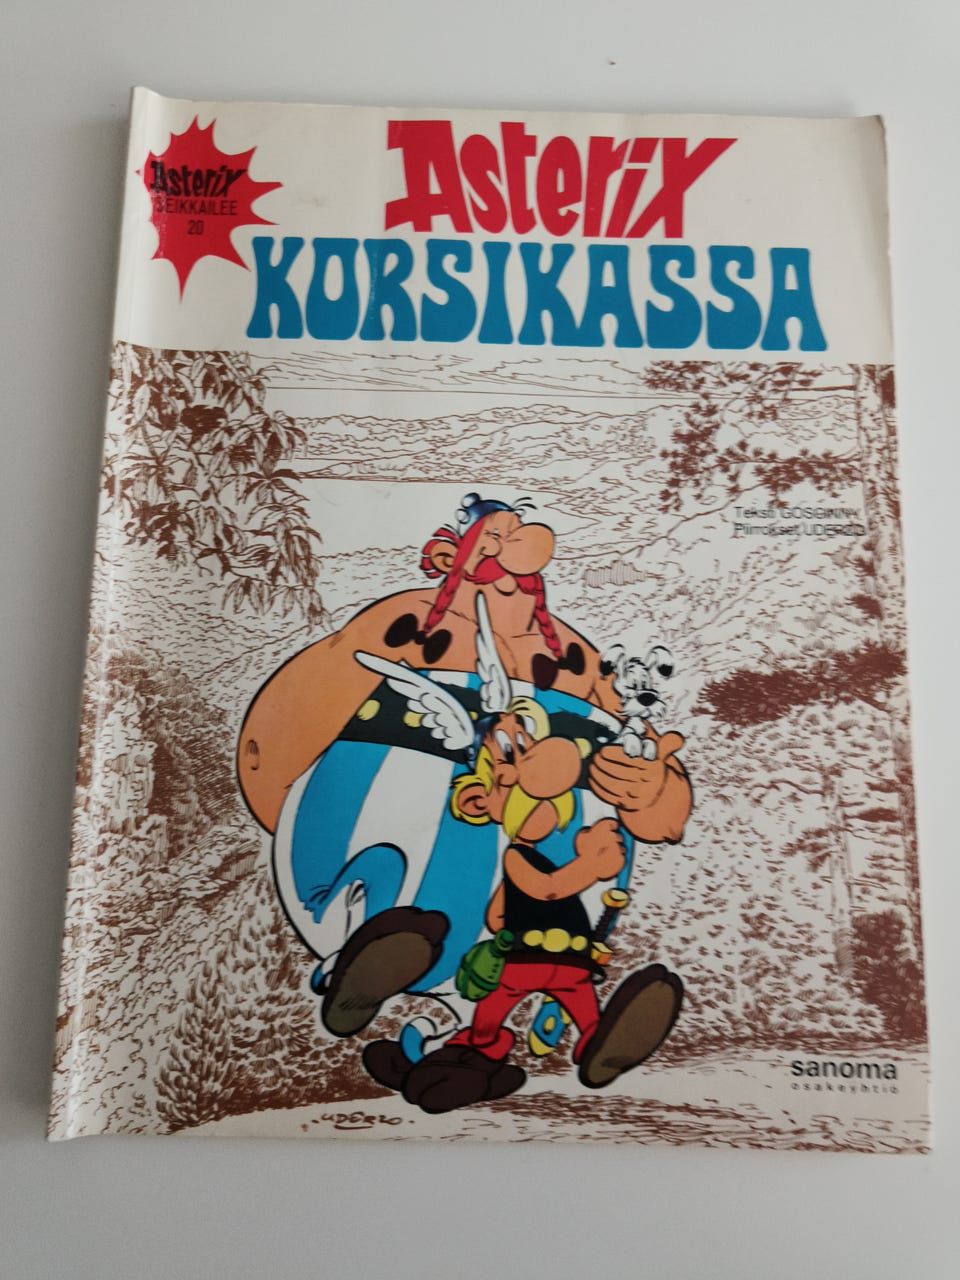 Asterix
SEIKKAILEE
20
Asterix
KORSIKASSA
Teksti GOSCINNY
Piirrokset UDERZO
sanoma
osakeyhtiö
.UDERZO.